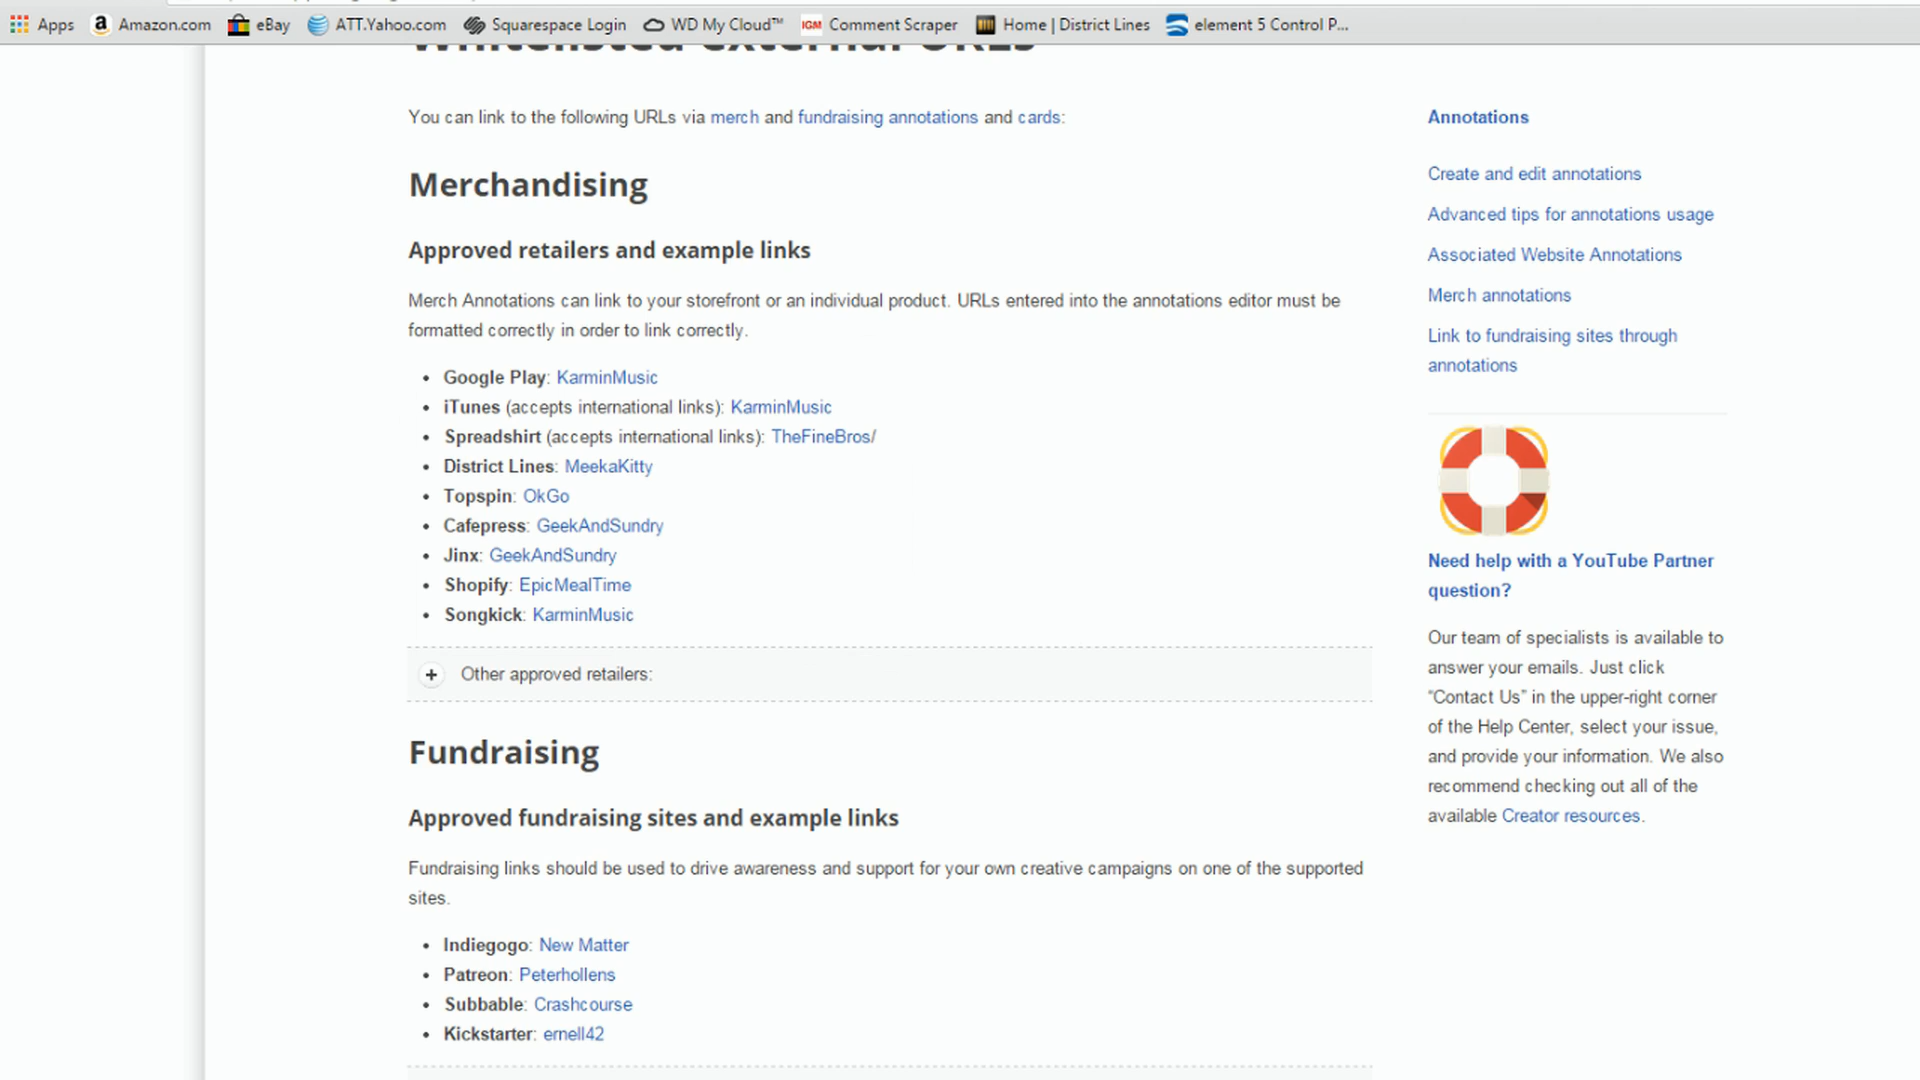 Apps Amazon.com eBay ATT.Yahoo.com Squarespace Login WD My Cloud™ IGM Comment Scraper Home | District Lines element 5 Control P...
Whitelisted external URLs
You can link to the following URLs via merch and fundraising annotations and cards:
Merchandising
Approved retailers and example links
Merch Annotations can link to your storefront or an individual product. URLs entered into the annotations editor must be
formatted correctly in order to link correctly.
• Google Play: KarminMusic
• iTunes (accepts international links): KarminMusic
• Spreadshirt (accepts international links): TheFineBros/
• District Lines: MeekaKitty
• Topspin: OkGo
• Cafepress: GeekAndSundry
• Jinx: GeekAndSundry
• Shopify: EpicMealTime
• Songkick: KarminMusic
+ Other approved retailers:
Fundraising
Approved fundraising sites and example links
Fundraising links should be used to drive awareness and support for your own creative campaigns on one of the supported
sites.
• Indiegogo: New Matter
• Patreon: Peterhollens
• Subbable: Crashcourse
• Kickstarter: ernell42
Annotations
Create and edit annotations
Advanced tips for annotations usage
Associated Website Annotations
Merch annotations
Link to fundraising sites through
annotations
Need help with a YouTube Partner
question?
Our team of specialists is available to
answer your emails. Just click
“Contact Us” in the upper-right corner
of the Help Center, select your issue,
and provide your information. We also
recommend checking out all of the
available Creator resources.